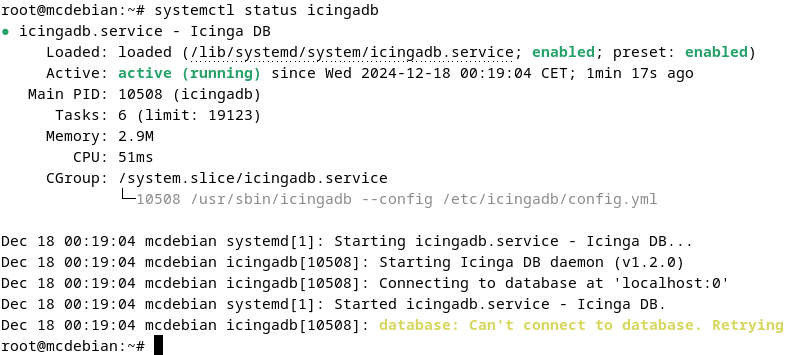 root@mcdebian:~# systemctl status icingadb
● icingadb.service - Icinga DB
     Loaded: loaded (/lib/systemd/system/icingadb.service; enabled; preset: enabled)
     Active: active (running) since Wed 2024-12-18 00:19:04 CET; 1min 17s ago
   Main PID: 10508 (icingadb)
      Tasks: 6 (limit: 19123)
     Memory: 2.9M
        CPU: 51ms
     CGroup: /system.slice/icingadb.service
             └─10508 /usr/sbin/icingadb --config /etc/icingadb/config.yml

Dec 18 00:19:04 mcdebian systemd[1]: Starting icingadb.service - Icinga DB...
Dec 18 00:19:04 mcdebian icingadb[10508]: Starting Icinga DB daemon (v1.2.0)
Dec 18 00:19:04 mcdebian icingadb[10508]: Connecting to database at 'localhost:0'
Dec 18 00:19:04 mcdebian systemd[1]: Started icingadb.service - Icinga DB.
Dec 18 00:19:04 mcdebian icingadb[10508]: database: Can't connect to database. Retrying
root@mcdebian:~#